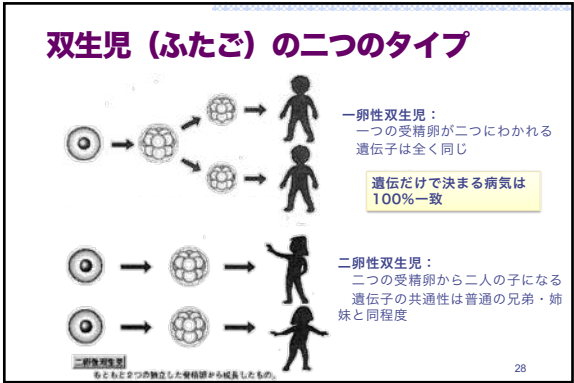 双生児（ふたご）の二つのタイプ
一卵性双生児：
一つの受精卵が二つにわかれる
遺伝子は全く同じ
遺伝だけで決まる病気は
100%一致
二卵性双生児：
二つの受精卵から二人の子になる
遺伝子の共通性は普通の兄弟・姉
妹と同程度
二卵性双生児
もともと2つの独立した受精卵から成長したもの。
28